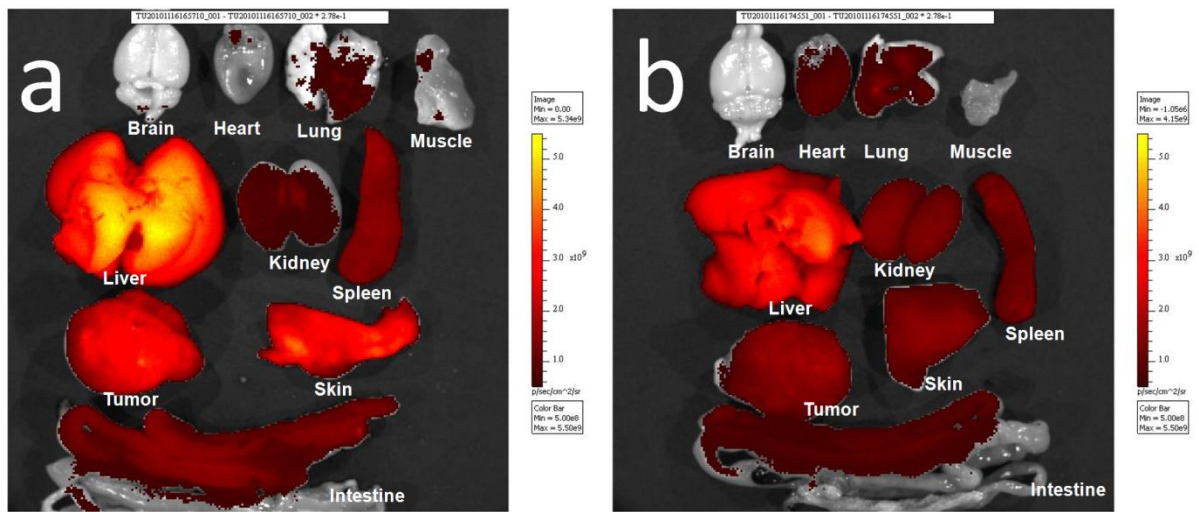 TU20101116165710_001 - TU20101116165710_002 * 2.78e-1
a
Brain Heart Lung Muscle
Liver Kidney Spleen
Tumor Skin
Intestine
Image
Min = 0.00
Max = 5.34e9
5.0
4.0
3.0 x10^9
2.0
1.0
p/sec/cm^2/sr
Color Bar
Min = 5.00e8
Max = 5.50e9
TU20101116174551_001 - TU20101116174551_002 * 2.78e-1
b
Brain Heart Lung Muscle
Liver Kidney Spleen
Tumor Skin
Intestine
Image
Min = -1.05e6
Max = 4.15e9
5.0
4.0
3.0 x10^9
2.0
1.0
p/sec/cm^2/sr
Color Bar
Min = 5.00e8
Max = 5.50e9